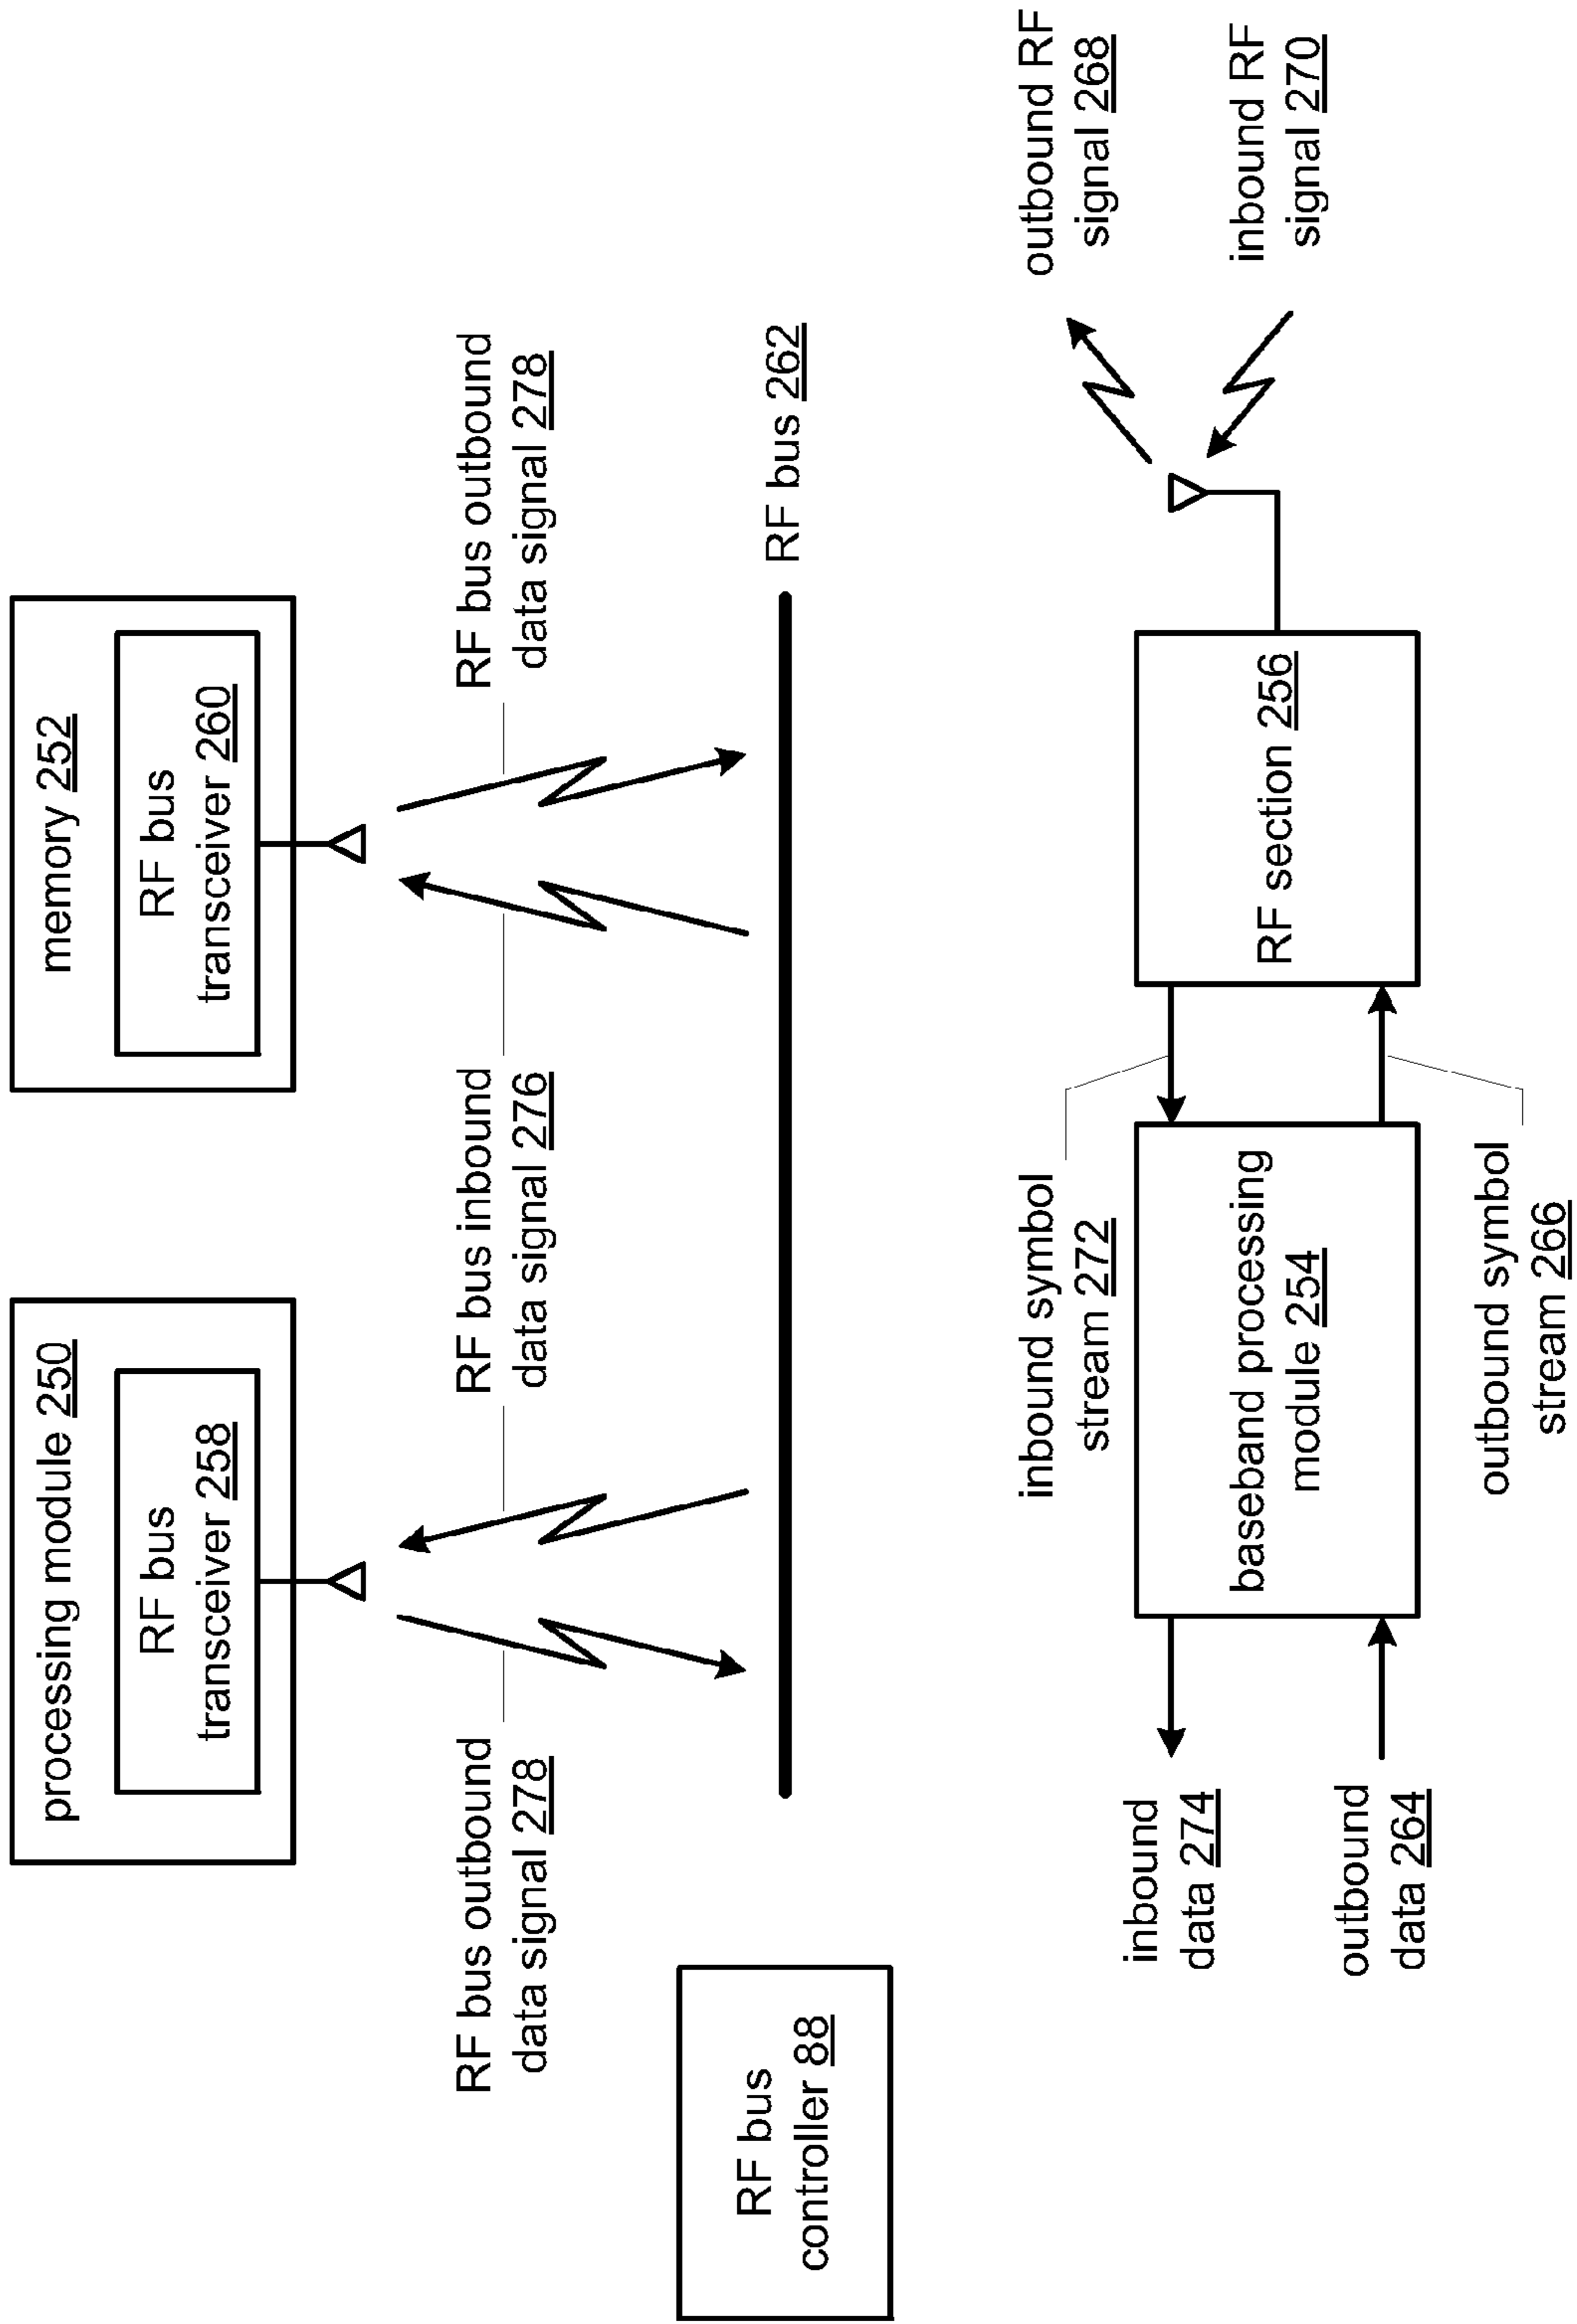 processing module 250
RF bus
transceiver 258
memory 252
RF bus
transceiver 260
RF bus outbound
data signal 278
RF bus inbound
data signal 276
RF bus outbound
data signal 278
RF bus
controller 88
RF bus 262
inbound symbol
stream 272
outbound RF
signal 268
inbound
data 274
baseband processing
module 254
RF section 256
inbound RF
signal 270
outbound
data 264
outbound symbol
stream 266